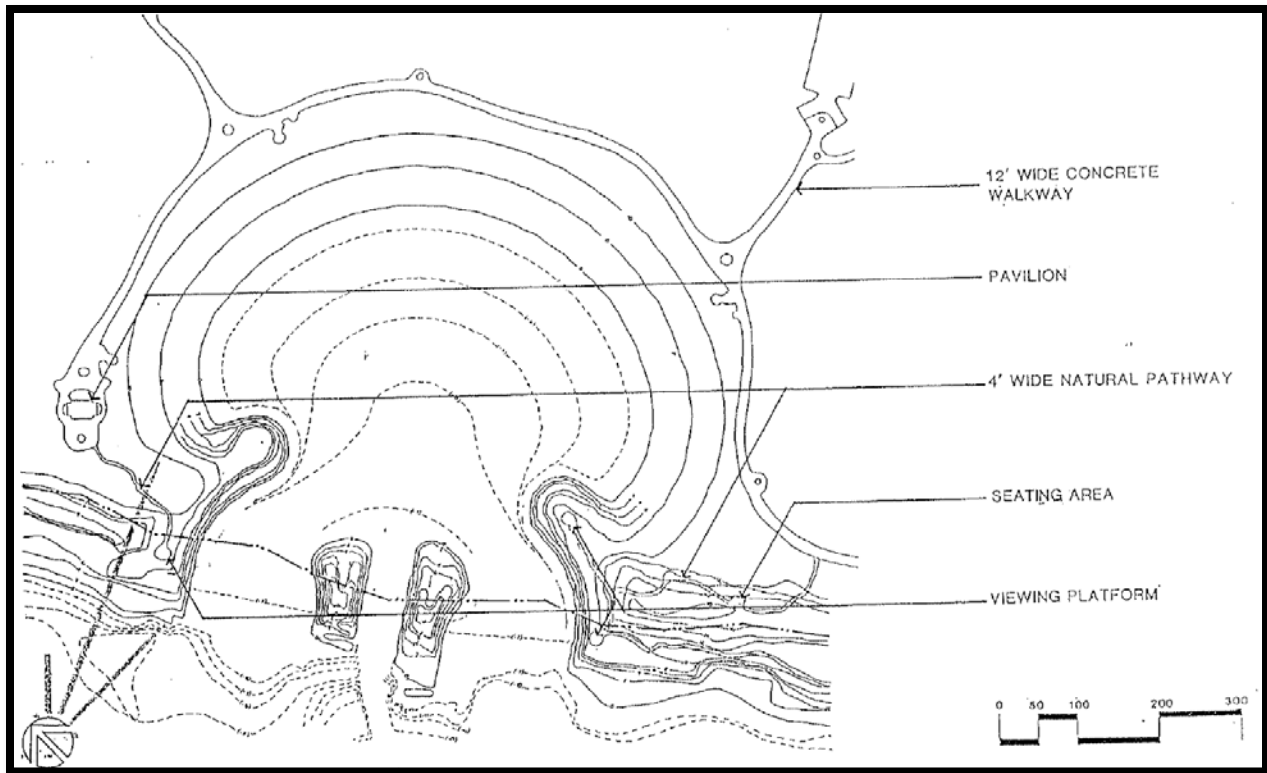 12' WIDE CONCRETE
WALKWAY
PAVILION
4' WIDE NATURAL PATHWAY
SEATING AREA
VIEWING PLATFORM
0 50 100 200 300